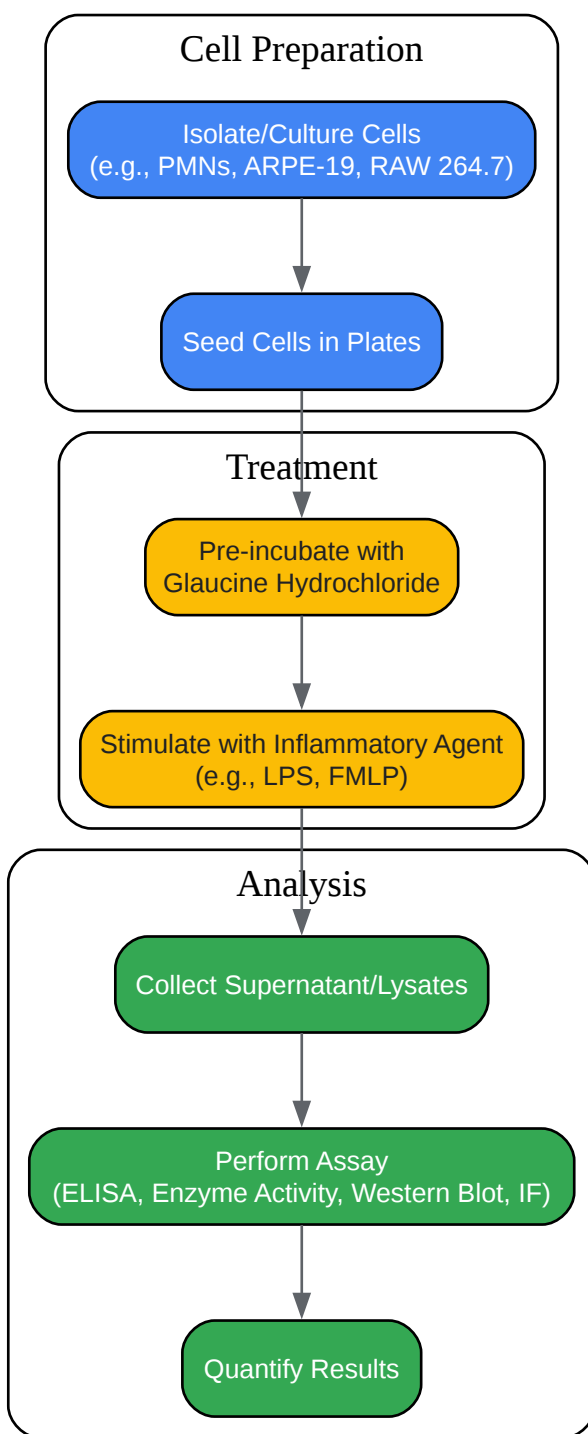 Cell Preparation
Isolate/Culture Cells
(e.g., PMNs, ARPE-19, RAW 264.7)
Seed Cells in Plates
Treatment
Pre-incubate with
Glaucine Hydrochloride
Stimulate with Inflammatory Agent
(e.g., LPS, FMLP)
Analysis
Collect Supernatant/Lysates
Perform Assay
(ELISA, Enzyme Activity, Western Blot, IF)
Quantify Results